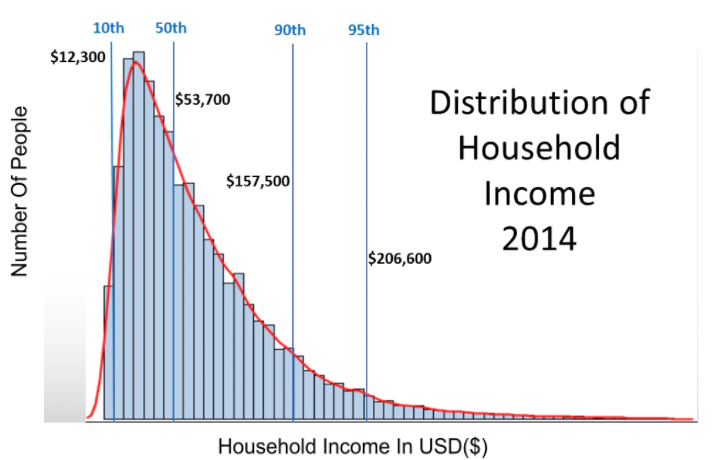 10th 50th 90th 95th
$12,300
$53,700
$157,500
$206,600
Distribution of
Household
Income
2014
Number Of People
Household Income In USD($)